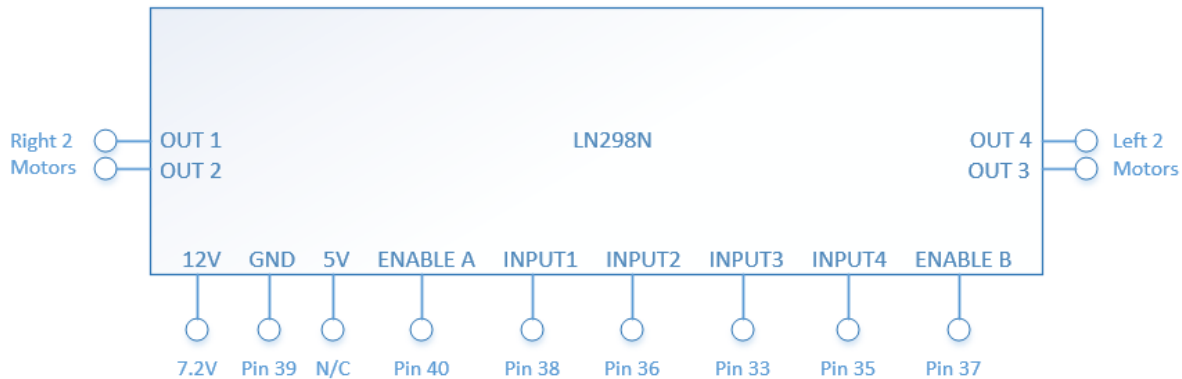 Right 2 OUT 1 LN298N OUT 4 Left 2
Motors OUT 2 OUT 3 Motors
12V GND 5V ENABLE A INPUT1 INPUT2 INPUT3 INPUT4 ENABLE B
7.2V Pin 39 N/C Pin 40 Pin 38 Pin 36 Pin 33 Pin 35 Pin 37